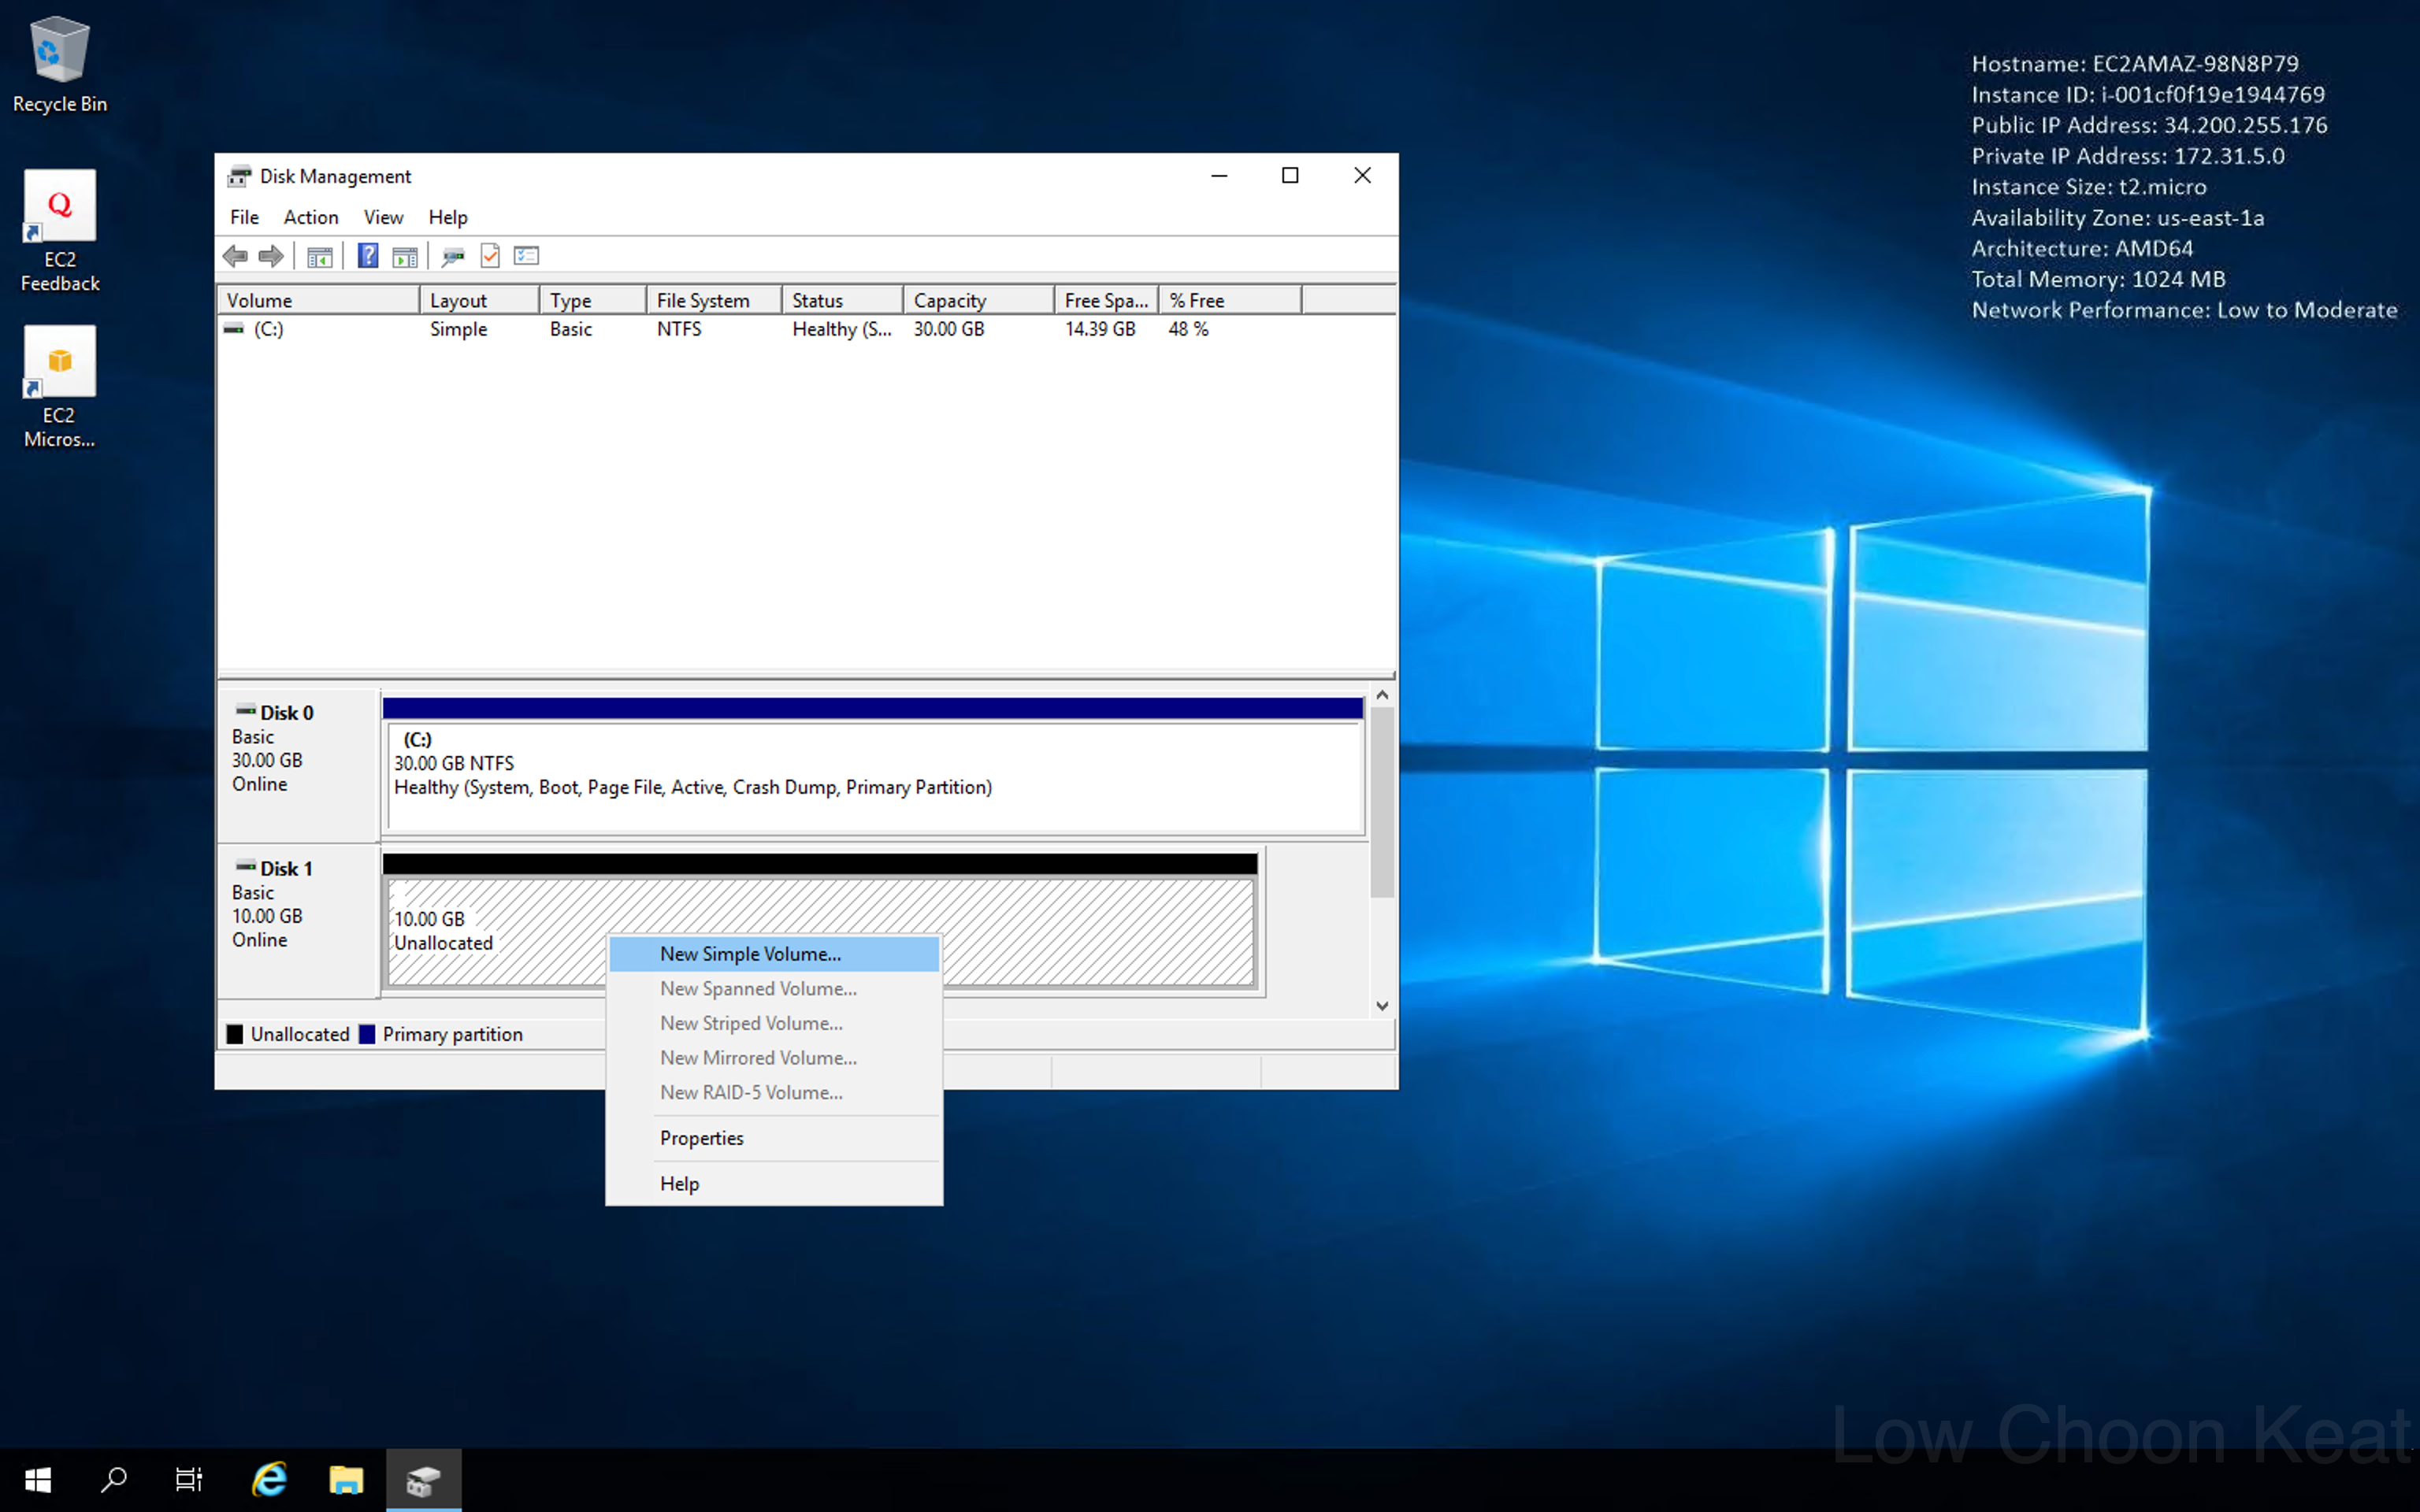 Recycle Bin
Q
EC2
Feedback
EC2
Micros...
Hostname: EC2AMAZ-98N8P79
Instance ID: i-001cf0f19e1944769
Public IP Address: 34.200.255.176
Private IP Address: 172.31.5.0
Instance Size: t2.micro
Availability Zone: us-east-1a
Architecture: AMD64
Total Memory: 1024 MB
Network Performance: Low to Moderate
Disk Management
File Action View Help
Volume Layout Type File System Status Capacity Free Spa... % Free
(C:) Simple Basic NTFS Healthy (S... 30.00 GB 14.39 GB 48 %
Disk 0
Basic
30.00 GB
Online
(C:)
30.00 GB NTFS
Healthy (System, Boot, Page File, Active, Crash Dump, Primary Partition)
Disk 1
Basic
10.00 GB
Online
10.00 GB
Unallocated
New Simple Volume...
New Spanned Volume...
New Striped Volume...
New Mirrored Volume...
New RAID-5 Volume...
Properties
Help
Unallocated Primary partition
Low Choon Keat